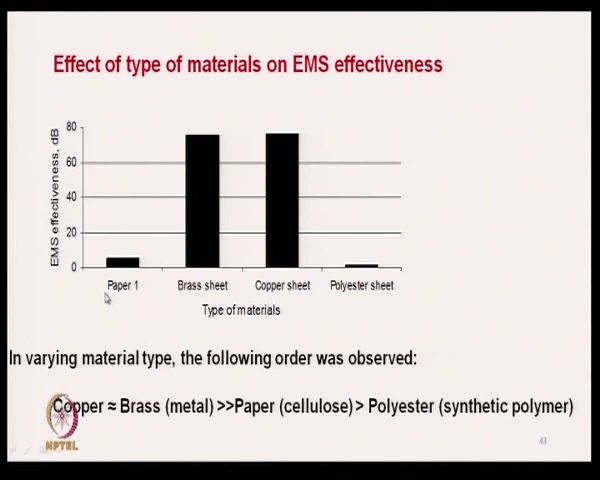 Effect of type of materials on EMS effectiveness
EMS effectiveness, dB
80
60
40
20
0
Paper 1 Brass sheet Copper sheet Polyester sheet
Type of materials
In varying material type, the following order was observed:
Copper ≈ Brass (metal) >>Paper (cellulose) > Polyester (synthetic polymer)
NPTEL
43